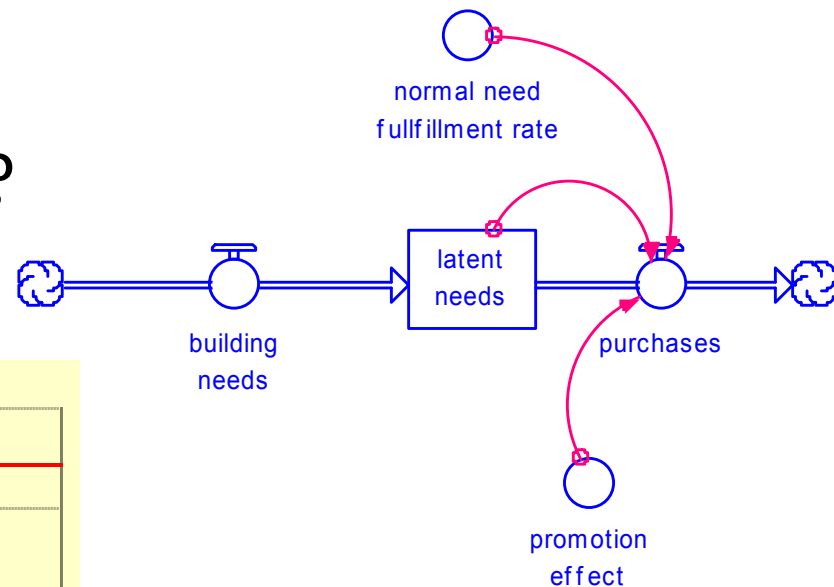 normal need
fullfillment rate
latent
needs
building
needs
purchases
promotion
effect